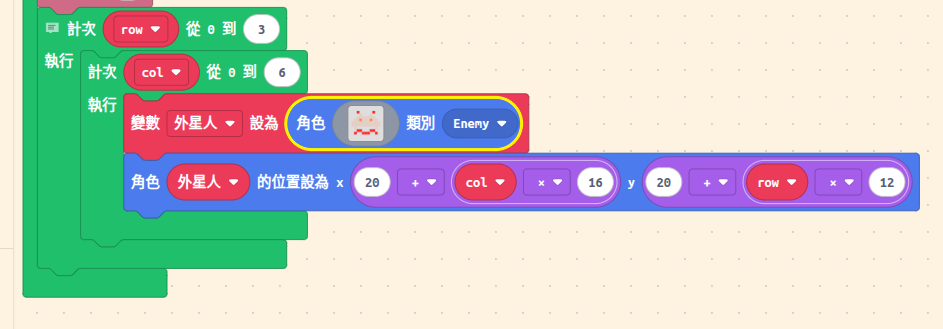 計次 row 從 0 到 3
執行
計次 col 從 0 到 6
執行
變數 外星人 設為 角色 類別 Enemy
角色 外星人 的位置設為 x 20 + col × 16 y 20 + row × 12